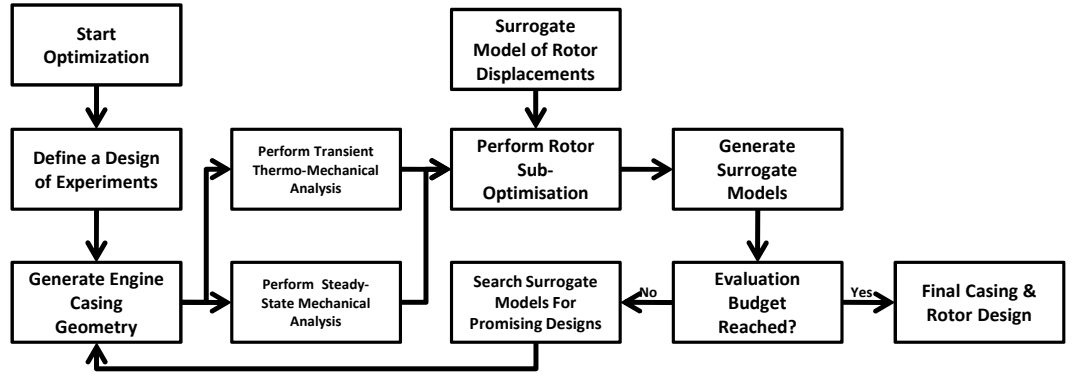 Start
Optimization
Surrogate
Model of Rotor
Displacements
Define a Design
of Experiments
Perform Transient
Thermo-Mechanical
Analysis
Perform Rotor
Sub-
Optimisation
Generate
Surrogate
Models
Generate Engine
Casing
Geometry
Perform Steady-
State Mechanical
Analysis
Search Surrogate
Models For
Promising Designs
No
Evaluation
Budget
Reached?
Yes
Final Casing &
Rotor Design